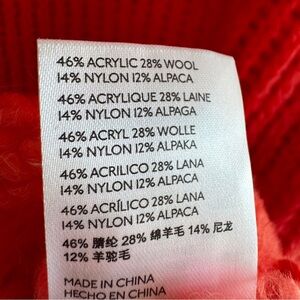 46% ACRYLIC 28% WOOL
14% NYLON 12% ALPACA
46% ACRYLIQUE 28% LAINE
14% NYLON 12% ALPAGA
46% ACRYL 28% WOLLE
14% NYLON 12% ALPAKA
46% ACRILICO 28% LANA
14% NYLON 12% ALPACA
46% ACRÍLICO 28% LANA
14% NYLON 12% ALPACA
46% 腈纶 28% 绵羊毛 14% 尼龙
12% 羊驼毛
MADE IN CHINA
HECHO EN CHINA